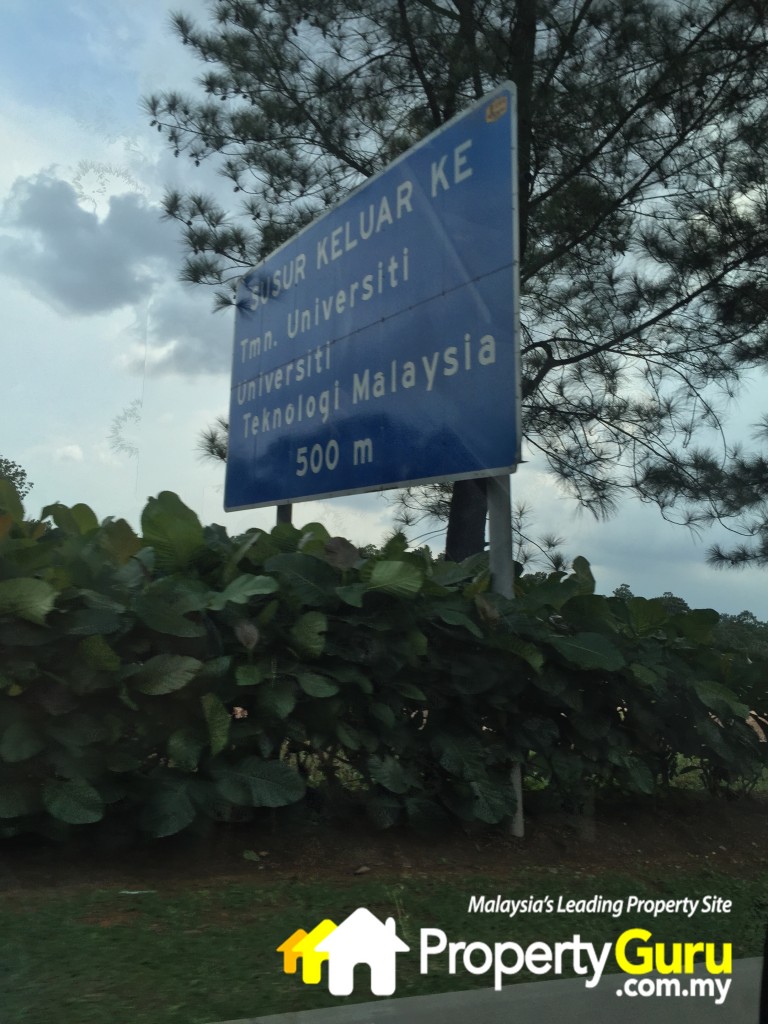 SUSUR KELUAR KE
Tmn. Universiti
Universiti
Teknologi Malaysia
500 m
Malaysia's Leading Property Site
PropertyGuru
.com.my